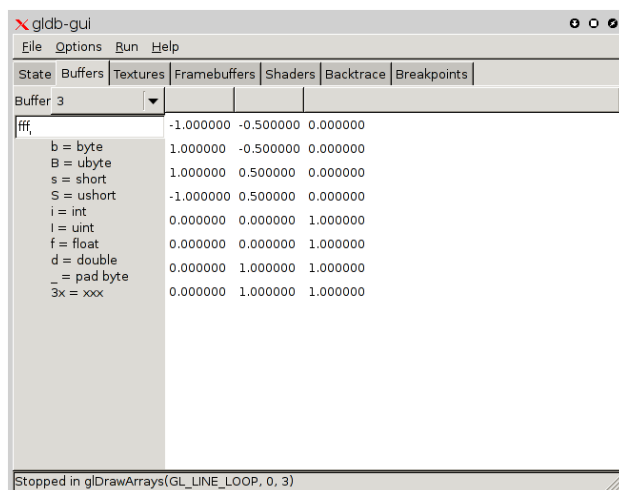 gldb-gui
File Options Run Help
State Buffers Textures Framebuffers Shaders Backtrace Breakpoints
Buffer 3
fff
b = byte
B = ubyte
s = short
S = ushort
i = int
I = uint
f = float
d = double
_ = pad byte
3x = xxx
-1.000000 -0.500000 0.000000
1.000000 -0.500000 0.000000
1.000000 0.500000 0.000000
-1.000000 0.500000 0.000000
0.000000 0.000000 1.000000
0.000000 0.000000 1.000000
0.000000 1.000000 1.000000
0.000000 1.000000 1.000000
Stopped in glDrawArrays(GL_LINE_LOOP, 0, 3)